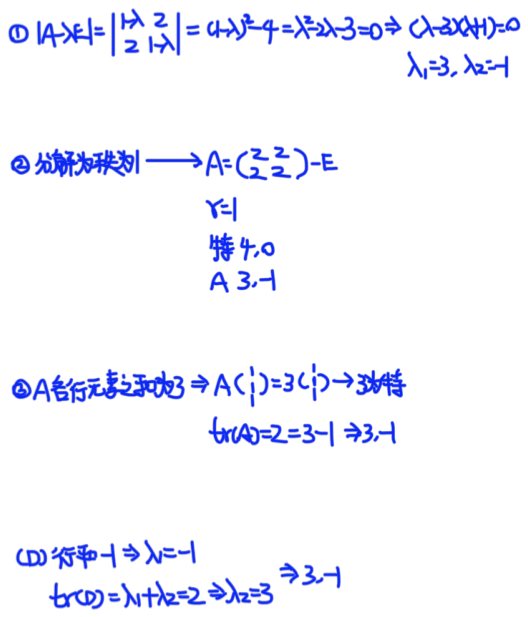 ① |A-λE|=|1-λ 2 2 1-λ|=(1-λ)²-4=λ²-2λ-3=0⇒(λ-3)(λ+1)=0
λ₁=3, λ₂=-1
② 分解为秩为1⟶A=(2 2 2 2)-E
r=1
特4,0
A 3,-1
③A各行元素之和为3⇒A(1 1)=3(1 1)→3为特
tr(A)=2=3-1⇒3,-1
(D)行和-1⇒λ₁=-1
tr(D)=λ₁+λ₂=2⇒λ₂=3 ⇒3,-1